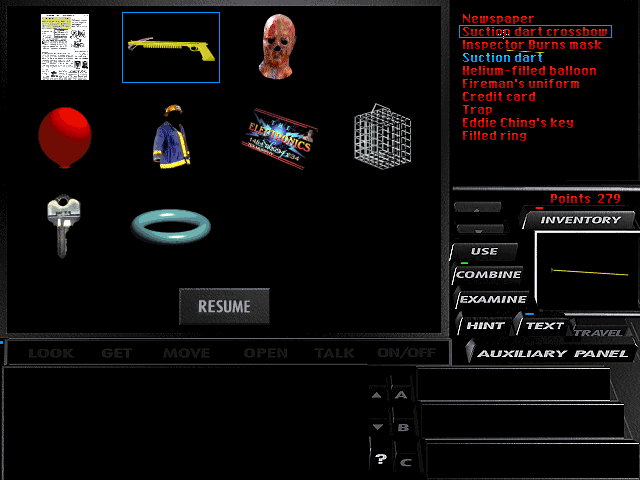 Newspaper
Suction dart crossbow
Inspector Burns mask
Suction dart
Helium-filled balloon
Fireman's uniform
Credit card
Trap
Eddie Ching's key
Filled ring
ELECTRONICS
Points 279
INVENTORY
USE
COMBINE
EXAMINE
HINT TEXT TRAVEL
AUXILIARY PANEL
RESUME
LOOK GET MOVE OPEN TALK ON/OFF
A
B
? C